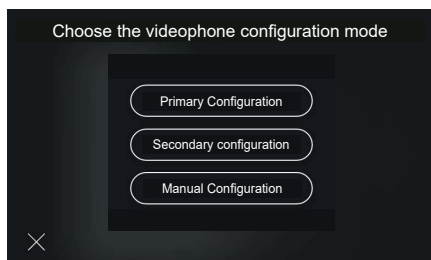 Choose the videophone configuration mode
Primary Configuration
Secondary configuration
Manual Configuration